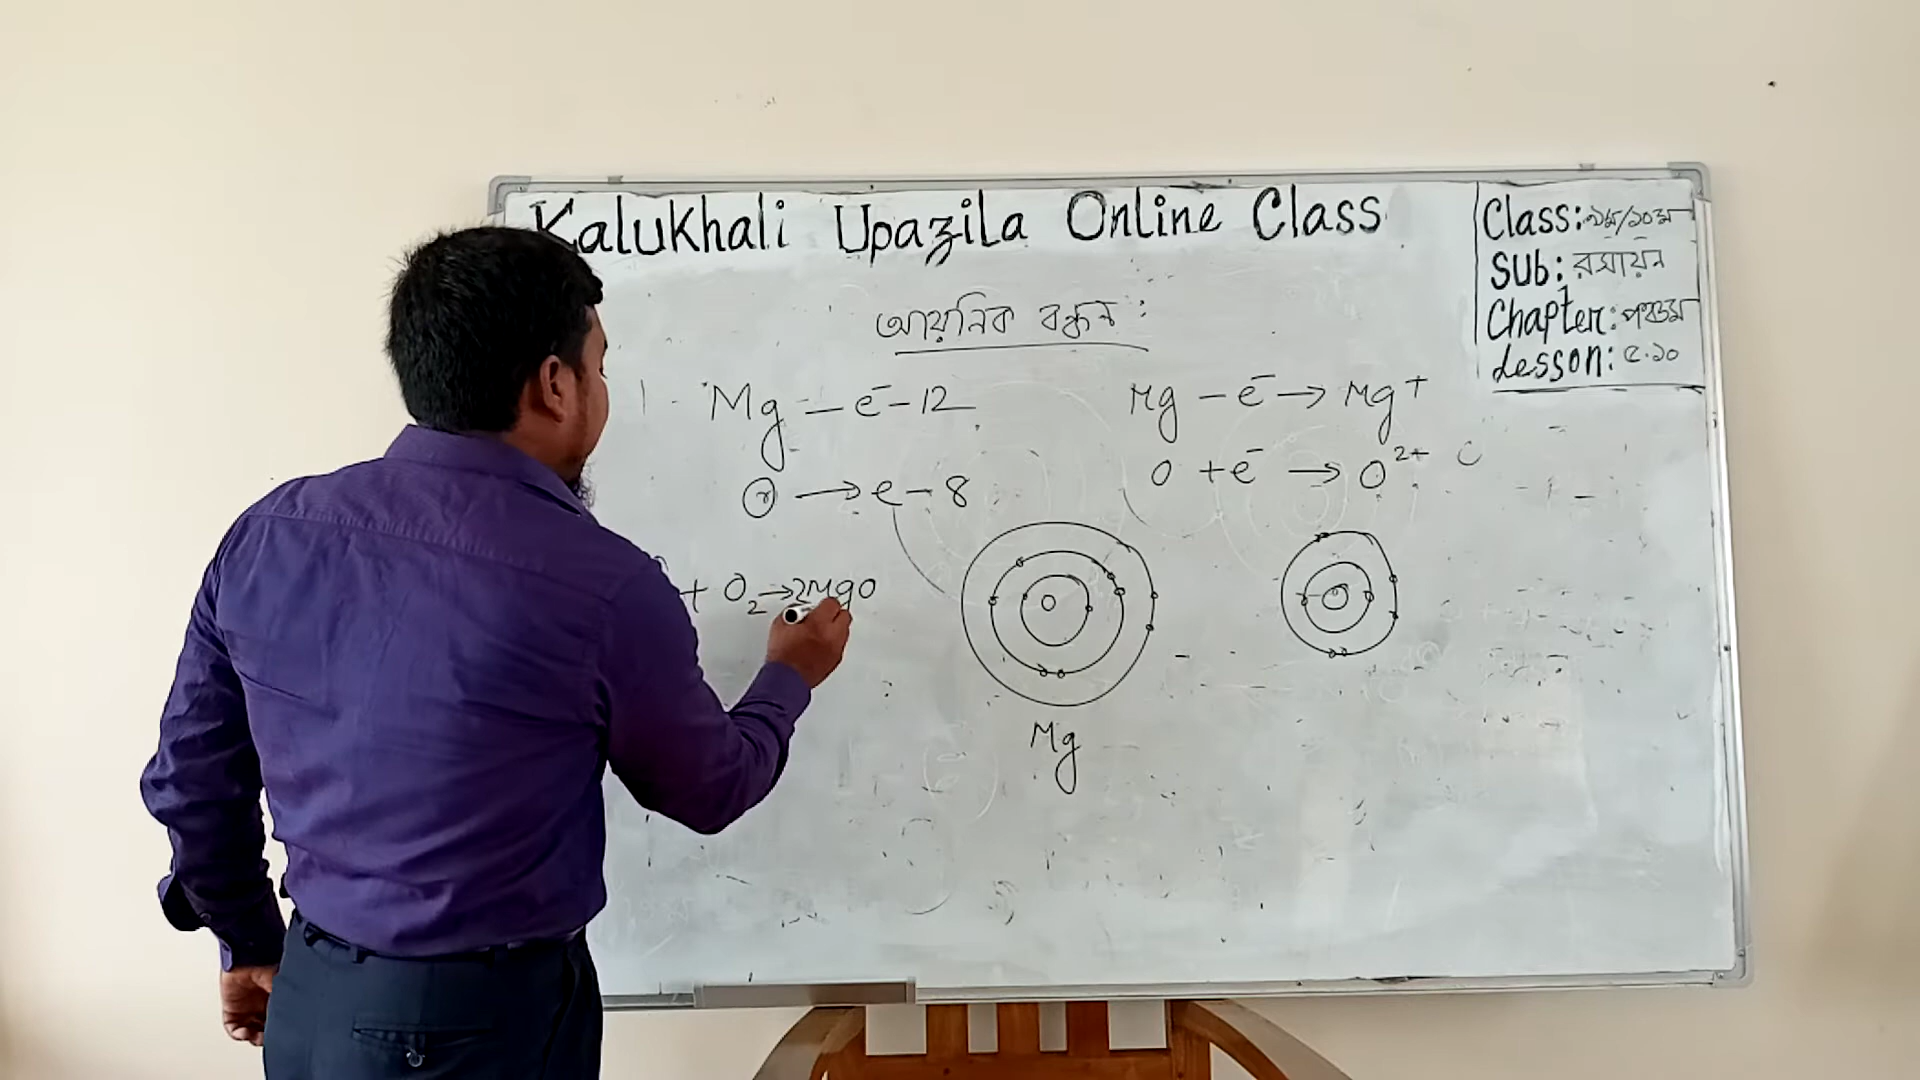 Kalukhali Upazila Online Class
Class: ৯ম/১০ম
Sub: রসায়ন
Chapter: পঞ্চম
Lesson: ৫.১০
আয়নিক বন্ধন :
Mg – e⁻ – 12
Mg – e⁻ → Mg+
→ e – 8
O + e⁻ → O²⁺
+ O₂ → 2MgO
Mg